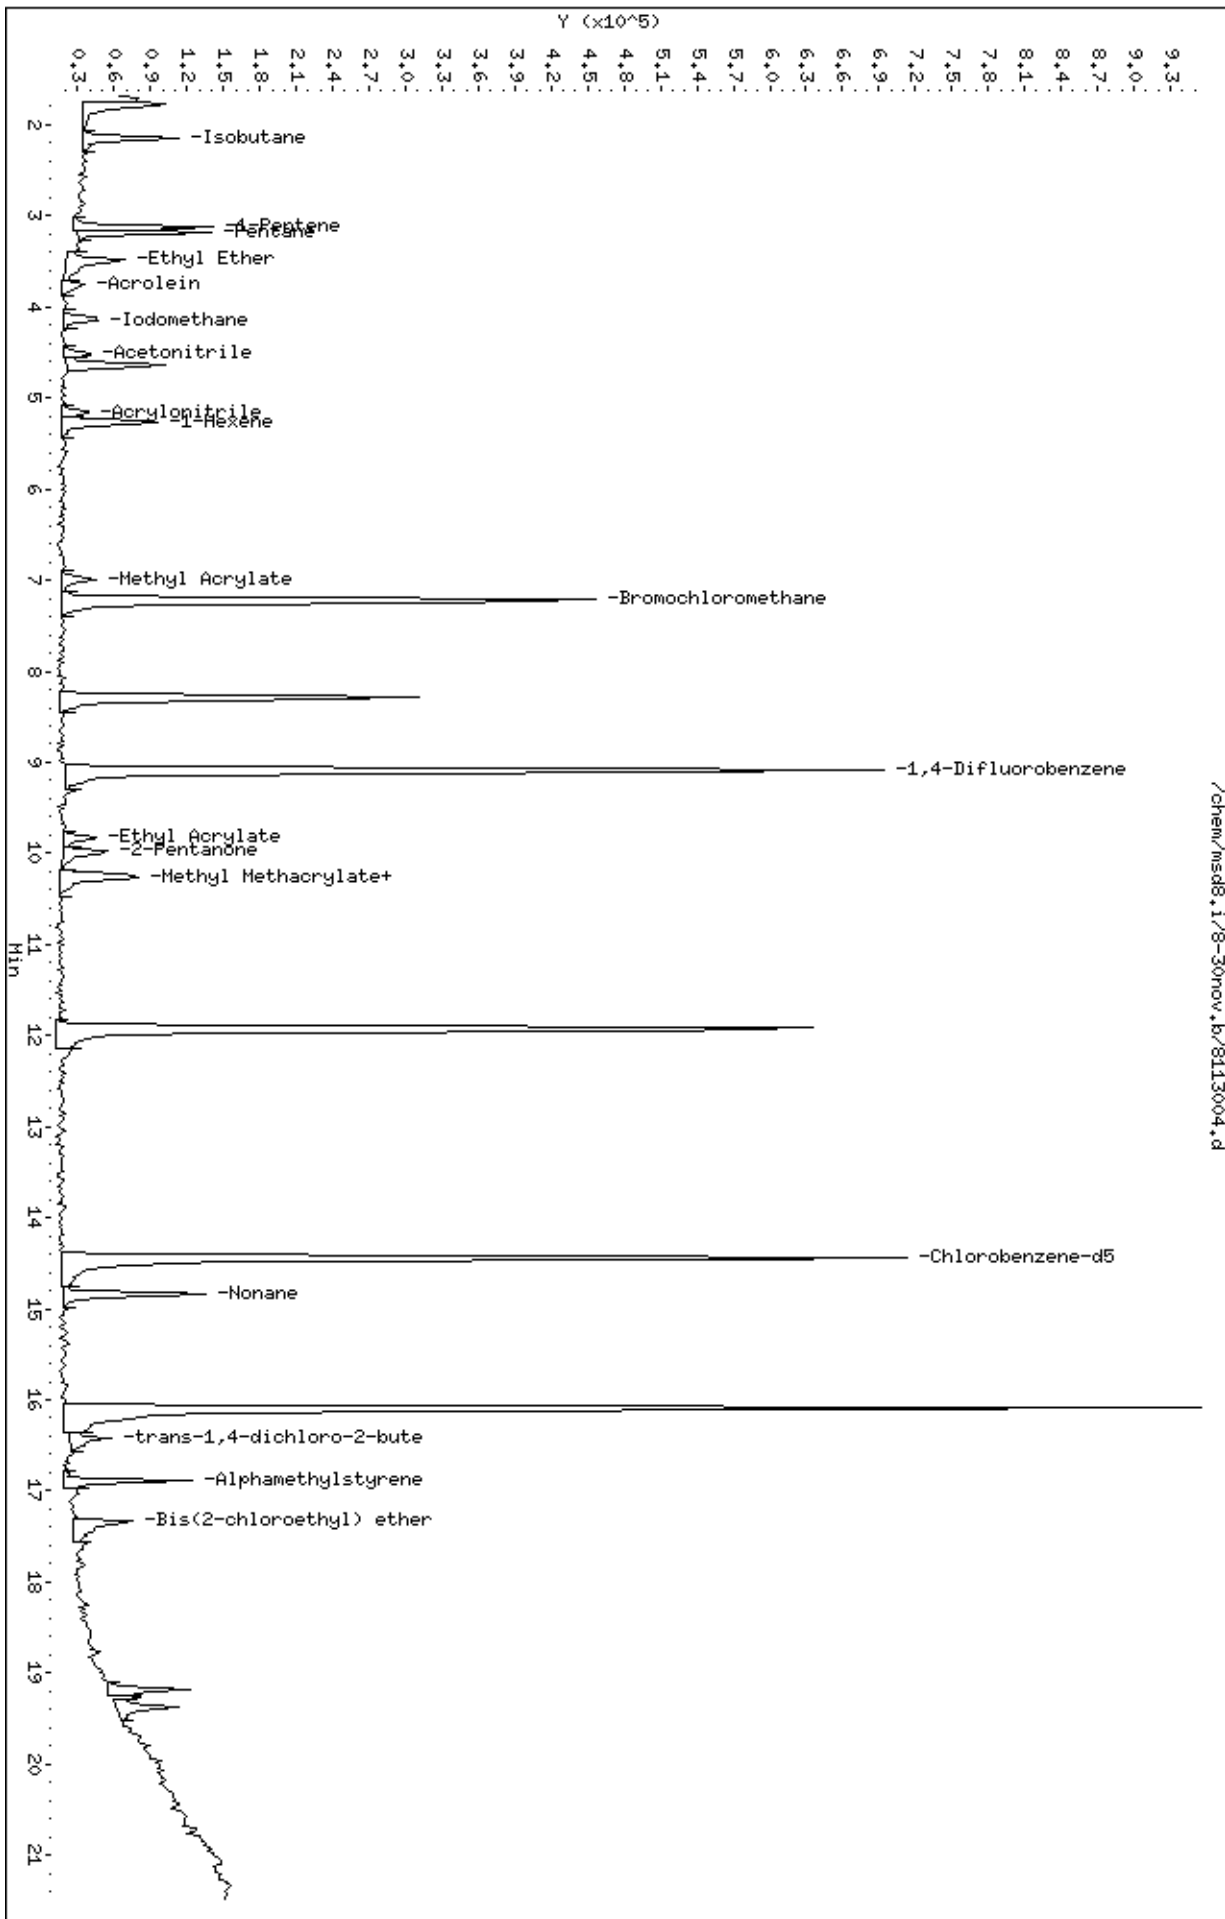 Y (x10^5)
0.3
0.6
0.9
1.2
1.5
1.8
2.1
2.4
2.7
3.0
3.3
3.6
3.9
4.2
4.5
4.8
5.1
5.4
5.7
6.0
6.3
6.6
6.9
7.2
7.5
7.8
8.1
8.4
8.7
9.0
9.3
2
3
4
5
6
7
8
9
10
11
12
13
14
15
16
17
18
19
20
21
Min
-Isobutane
-1-Pentene
-Pentane
-Ethyl Ether
-Acrolein
-Iodomethane
-Acetonitrile
-Acrylonitrile
-1-Hexene
-Methyl Acrylate
-Bromochloromethane
-1,4-Difluorobenzene
-Ethyl Acrylate
-2-Pentanone
-Methyl Methacrylate+
-Chlorobenzene-d5
-Nonane
-trans-1,4-dichloro-2-bute
-Alphamethylstyrene
-Bis(2-chloroethyl) ether
/chem/msd8.i/8-30nov.b/8113004.d